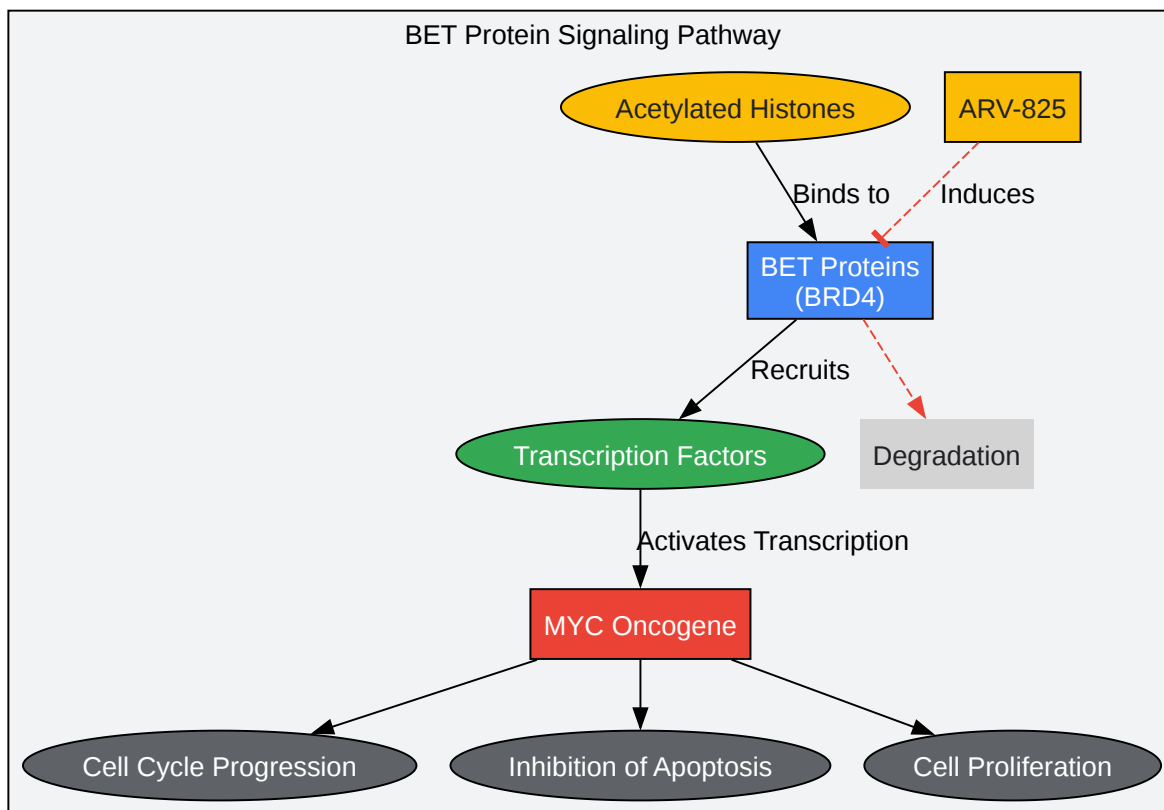 BET Protein Signaling Pathway
Acetylated Histones
ARV-825
Binds to
Induces
BET Proteins
(BRD4)
Recruits
Transcription Factors
Degradation
Activates Transcription
MYC Oncogene
Cell Cycle Progression
Inhibition of Apoptosis
Cell Proliferation